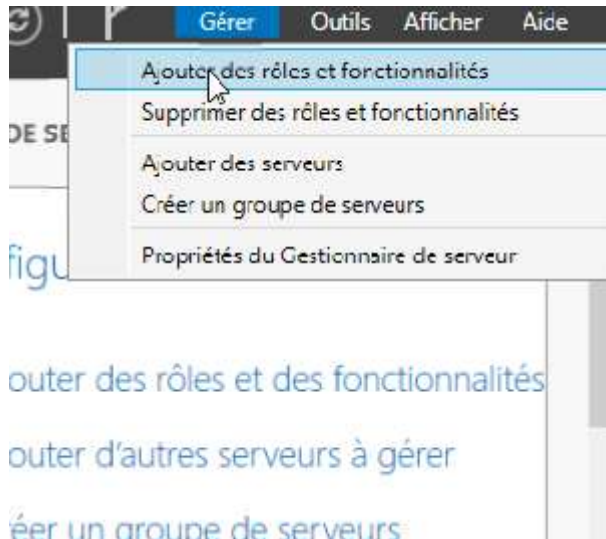 Gérer Outils Afficher Aide
Ajouter des rôles et fonctionnalités
Supprimer des rôles et fonctionnalités
DE SE
Ajouter des serveurs
Créer un groupe de serveurs
Propriétés du Gestionnaire de serveur
figu
outer des rôles et des fonctionnalités
outer d'autres serveurs à gérer
éer un groupe de serveurs